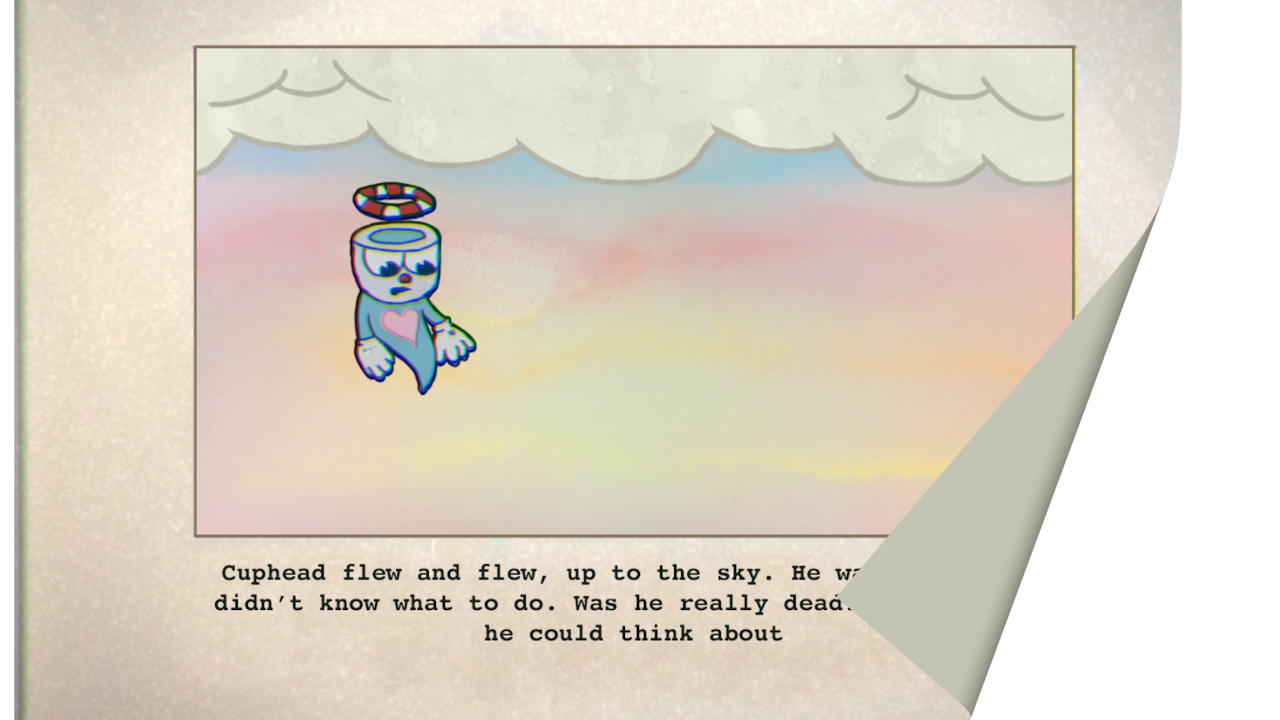 Cuphead flew and flew, up to the sky. He
didn’t know what to do. Was he really dead
he could think about